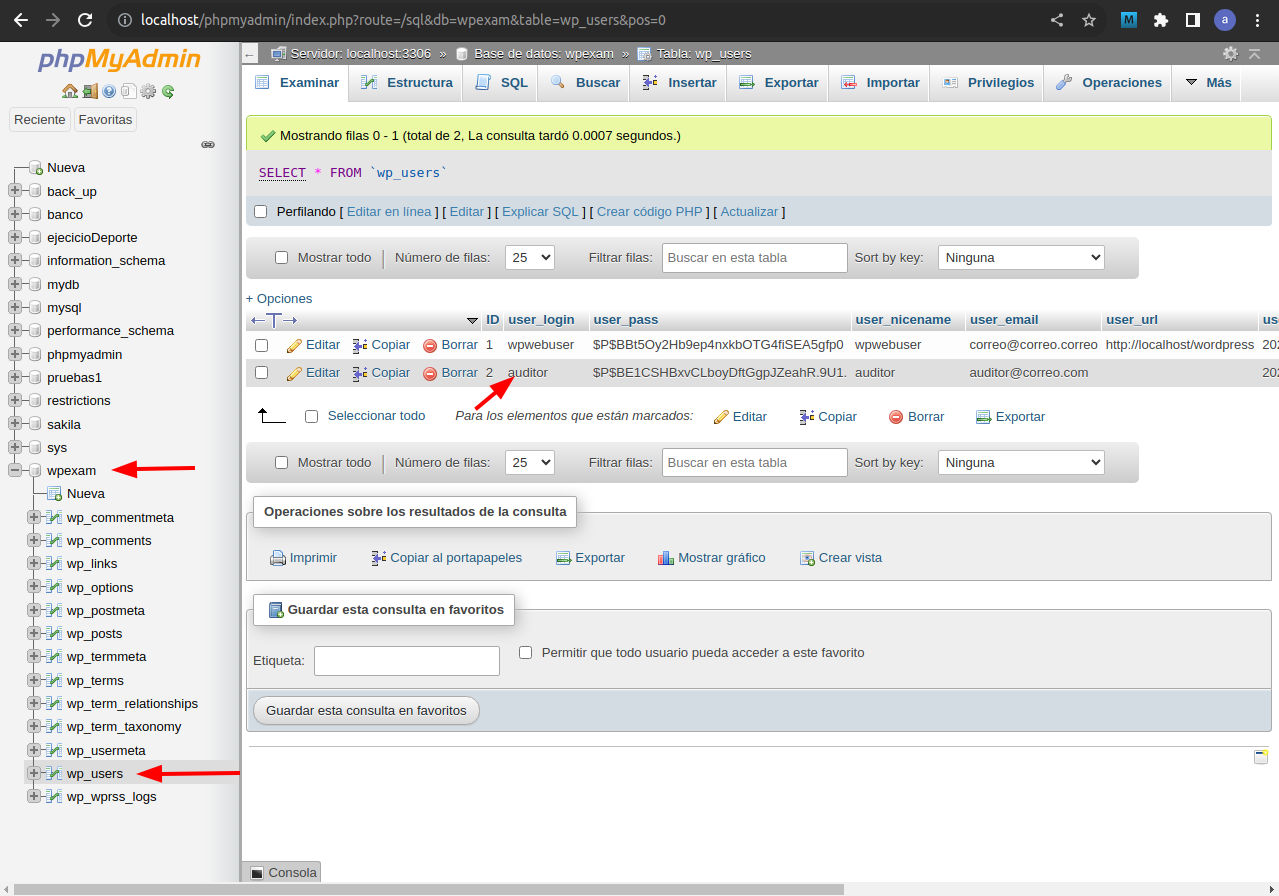 localhost/phpmyadmin/index.php?route=/sql&db=wpexam&table=wp_users&pos=0
M
a
phpMyAdmin
Reciente
Favoritas
Nueva
back_up
banco
ejecicioDeporte
information_schema
mydb
mysql
performance_schema
phpmyadmin
pruebas1
restrictions
sakila
sys
wpexam
Nueva
wp_commentmeta
wp_comments
wp_links
wp_options
wp_postmeta
wp_posts
wp_termmeta
wp_terms
wp_term_relationships
wp_term_taxonomy
wp_usermeta
wp_users
wp_wprss_logs
Servidor: localhost:3306 » Base de datos: wpexam » Tabla: wp_users
Examinar Estructura SQL Buscar Insertar Exportar Importar Privilegios Operaciones Más
Mostrando filas 0 - 1 (total de 2, La consulta tardó 0.0007 segundos.)
SELECT * FROM `wp_users`
Perfilando [ Editar en línea ] [ Editar ] [ Explicar SQL ] [ Crear código PHP ] [ Actualizar ]
Mostrar todo | Número de filas: 25 Filtrar filas: Buscar en esta tabla Sort by key: Ninguna
+ Opciones
←T→ ID user_login user_pass user_nicename user_email user_url use
Editar Copiar Borrar 1 wpwebuser $P$BBt5Oy2Hb9ep4nxkbOTG4fiSEA5gfp0 wpwebuser correo@correo.correo http://localhost/wordpress 202
Editar Copiar Borrar 2 auditor $P$BE1CSHBxvCLboyDftGgpJZeahR.9U1. auditor auditor@correo.com 202
Seleccionar todo Para los elementos que están marcados: Editar Copiar Borrar Exportar
Mostrar todo | Número de filas: 25 Filtrar filas: Buscar en esta tabla Sort by key: Ninguna
Operaciones sobre los resultados de la consulta
Imprimir Copiar al portapapeles Exportar Mostrar gráfico Crear vista
Guardar esta consulta en favoritos
Etiqueta: Permitir que todo usuario pueda acceder a este favorito
Guardar esta consulta en favoritos
Consola